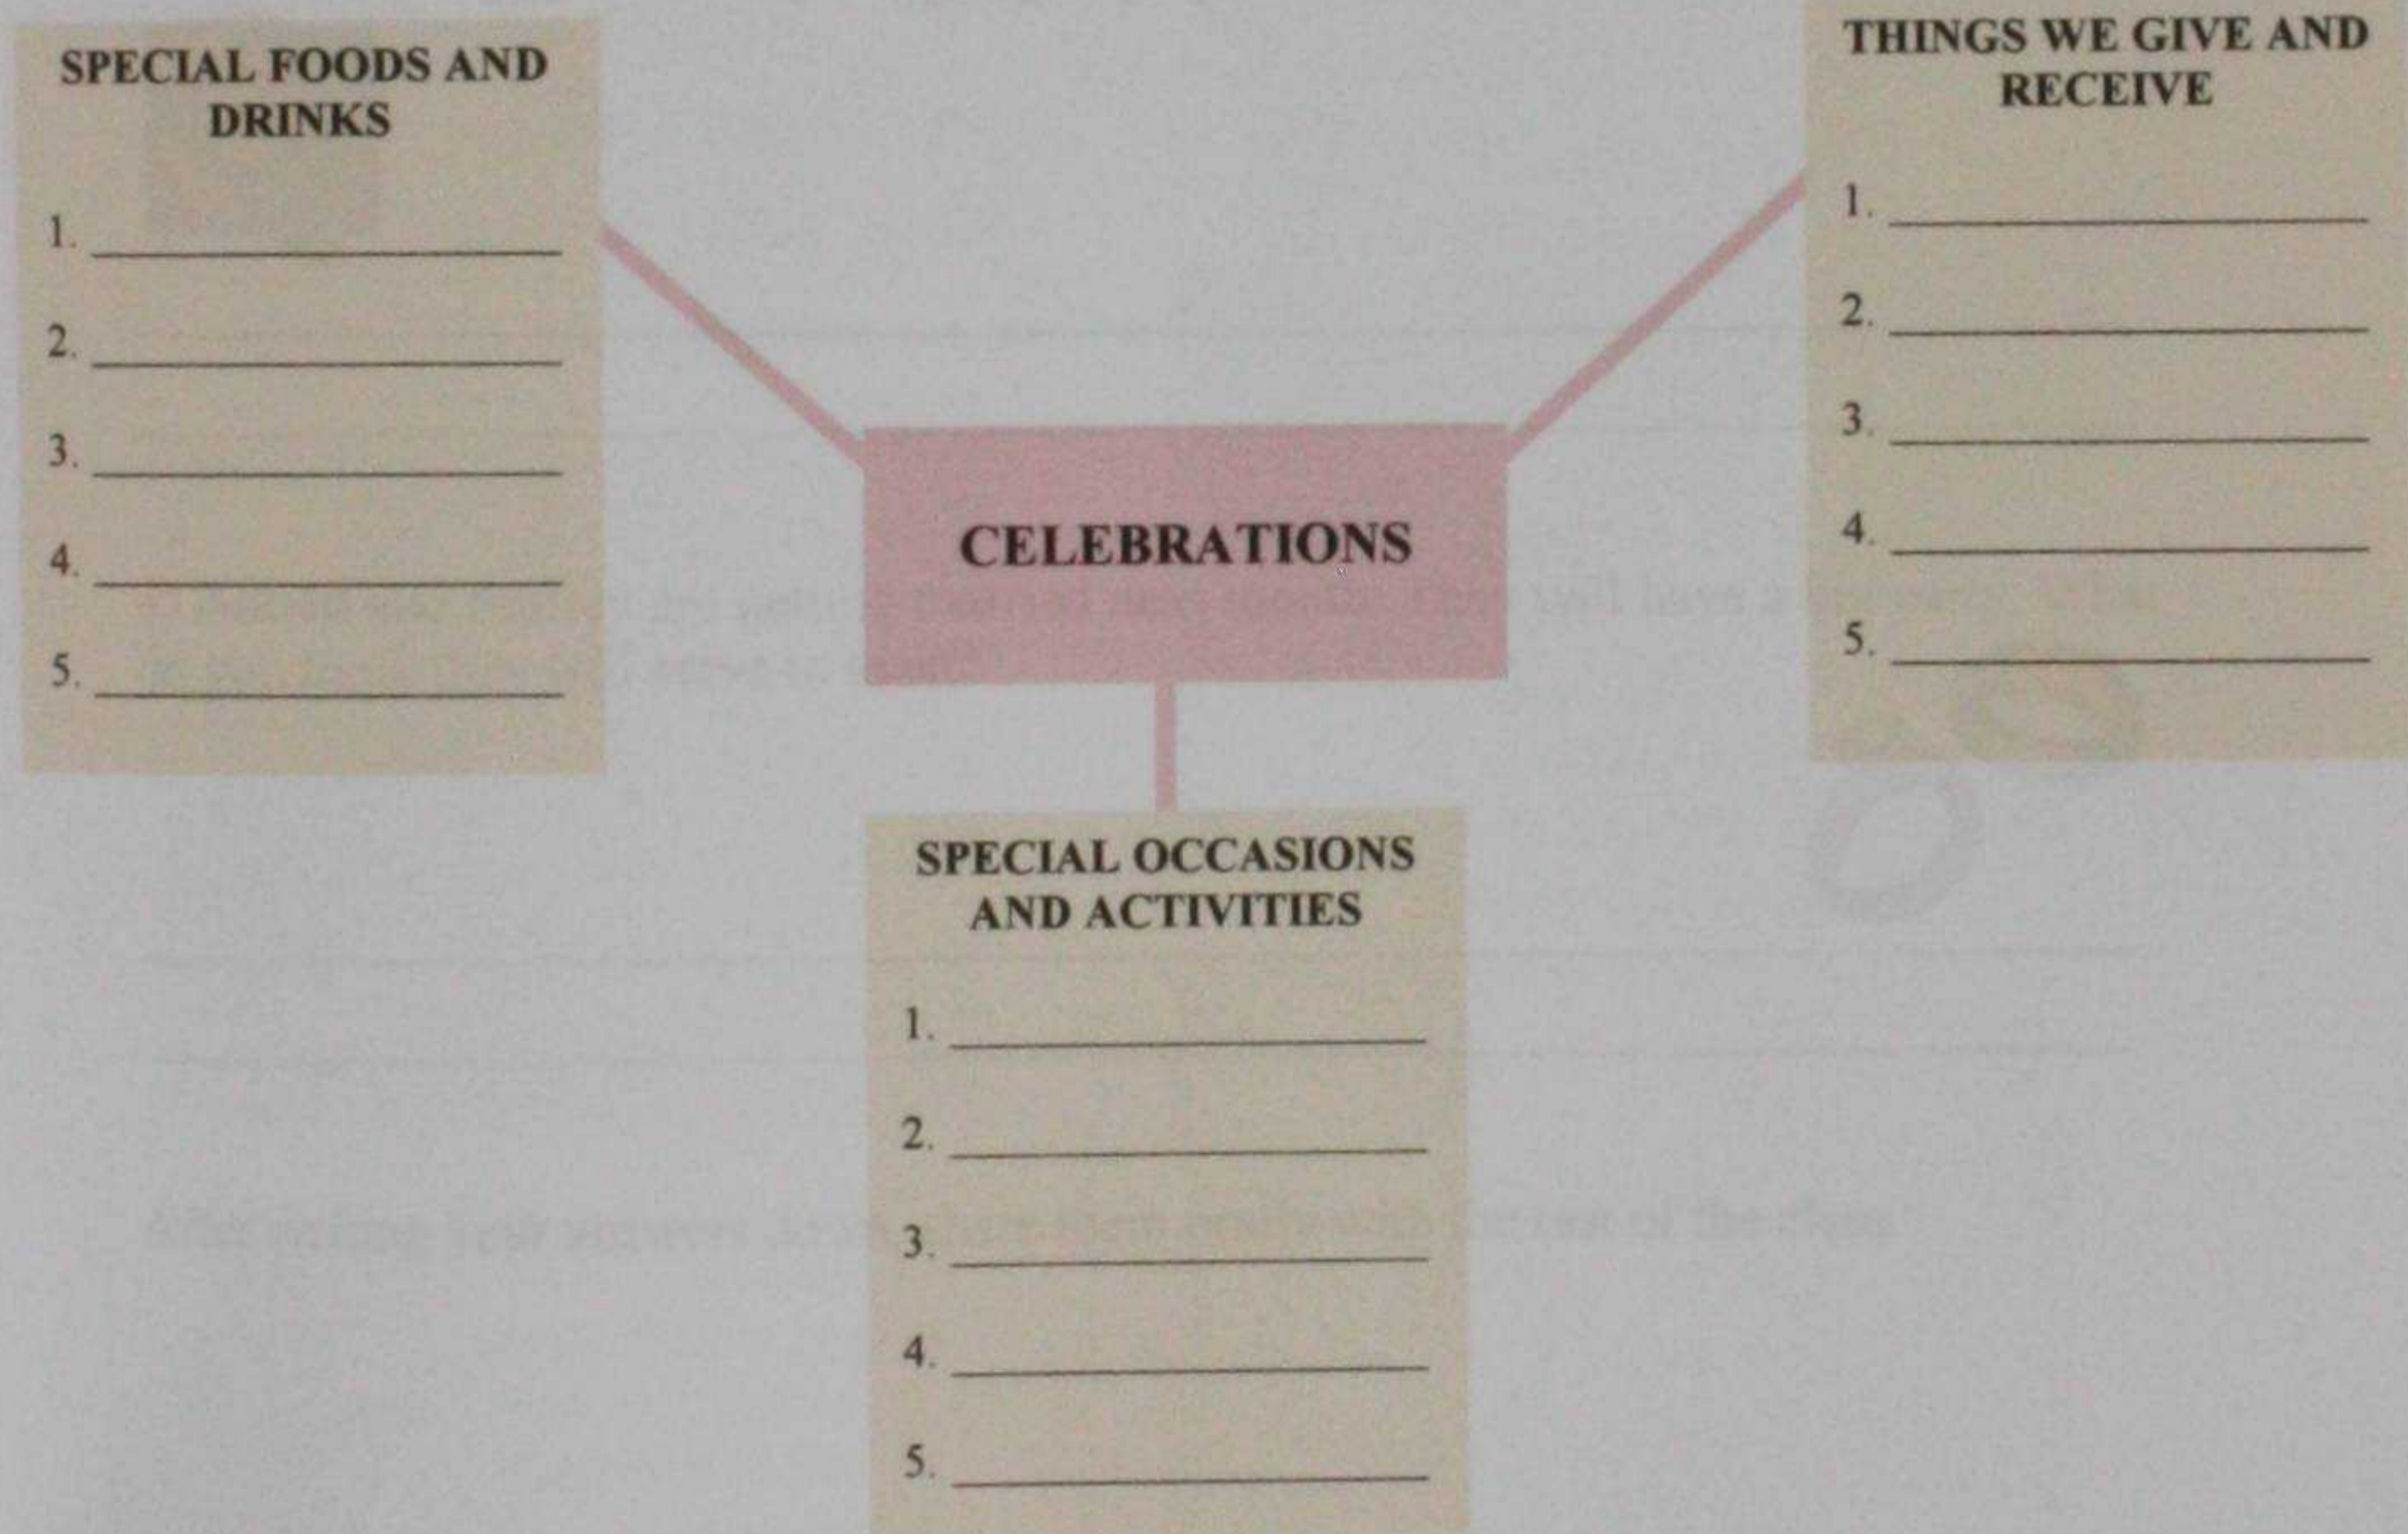 SPECIAL FOODS AND
DRINKS
1.
2.
3.
4.
5.
THINGS WE GIVE AND
RECEIVE
1.
2.
3.
4.
5.
CELEBRATIONS
SPECIAL OCCASIONS
AND ACTIVITIES
1.
2.
3.
4.
5.